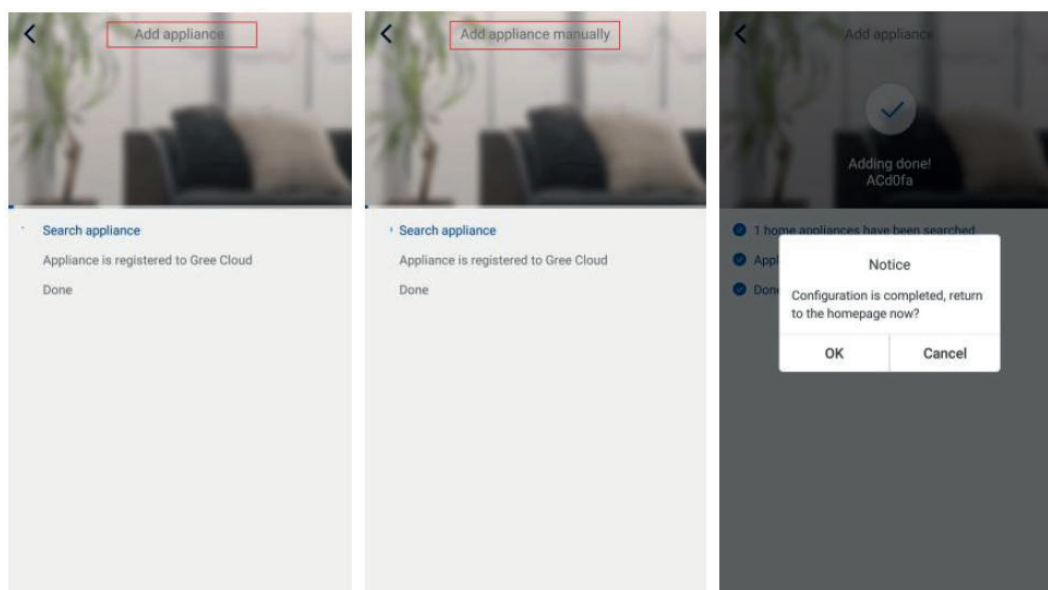 Add appliance
Search appliance
Appliance is registered to Gree Cloud
Done
Add appliance manually
Search appliance
Appliance is registered to Gree Cloud
Done
Add appliance
Adding done!
ACd0fa
1 home appliances have been searched
Appl
Don
Notice
Configuration is completed, return
to the homepage now?
OK
Cancel